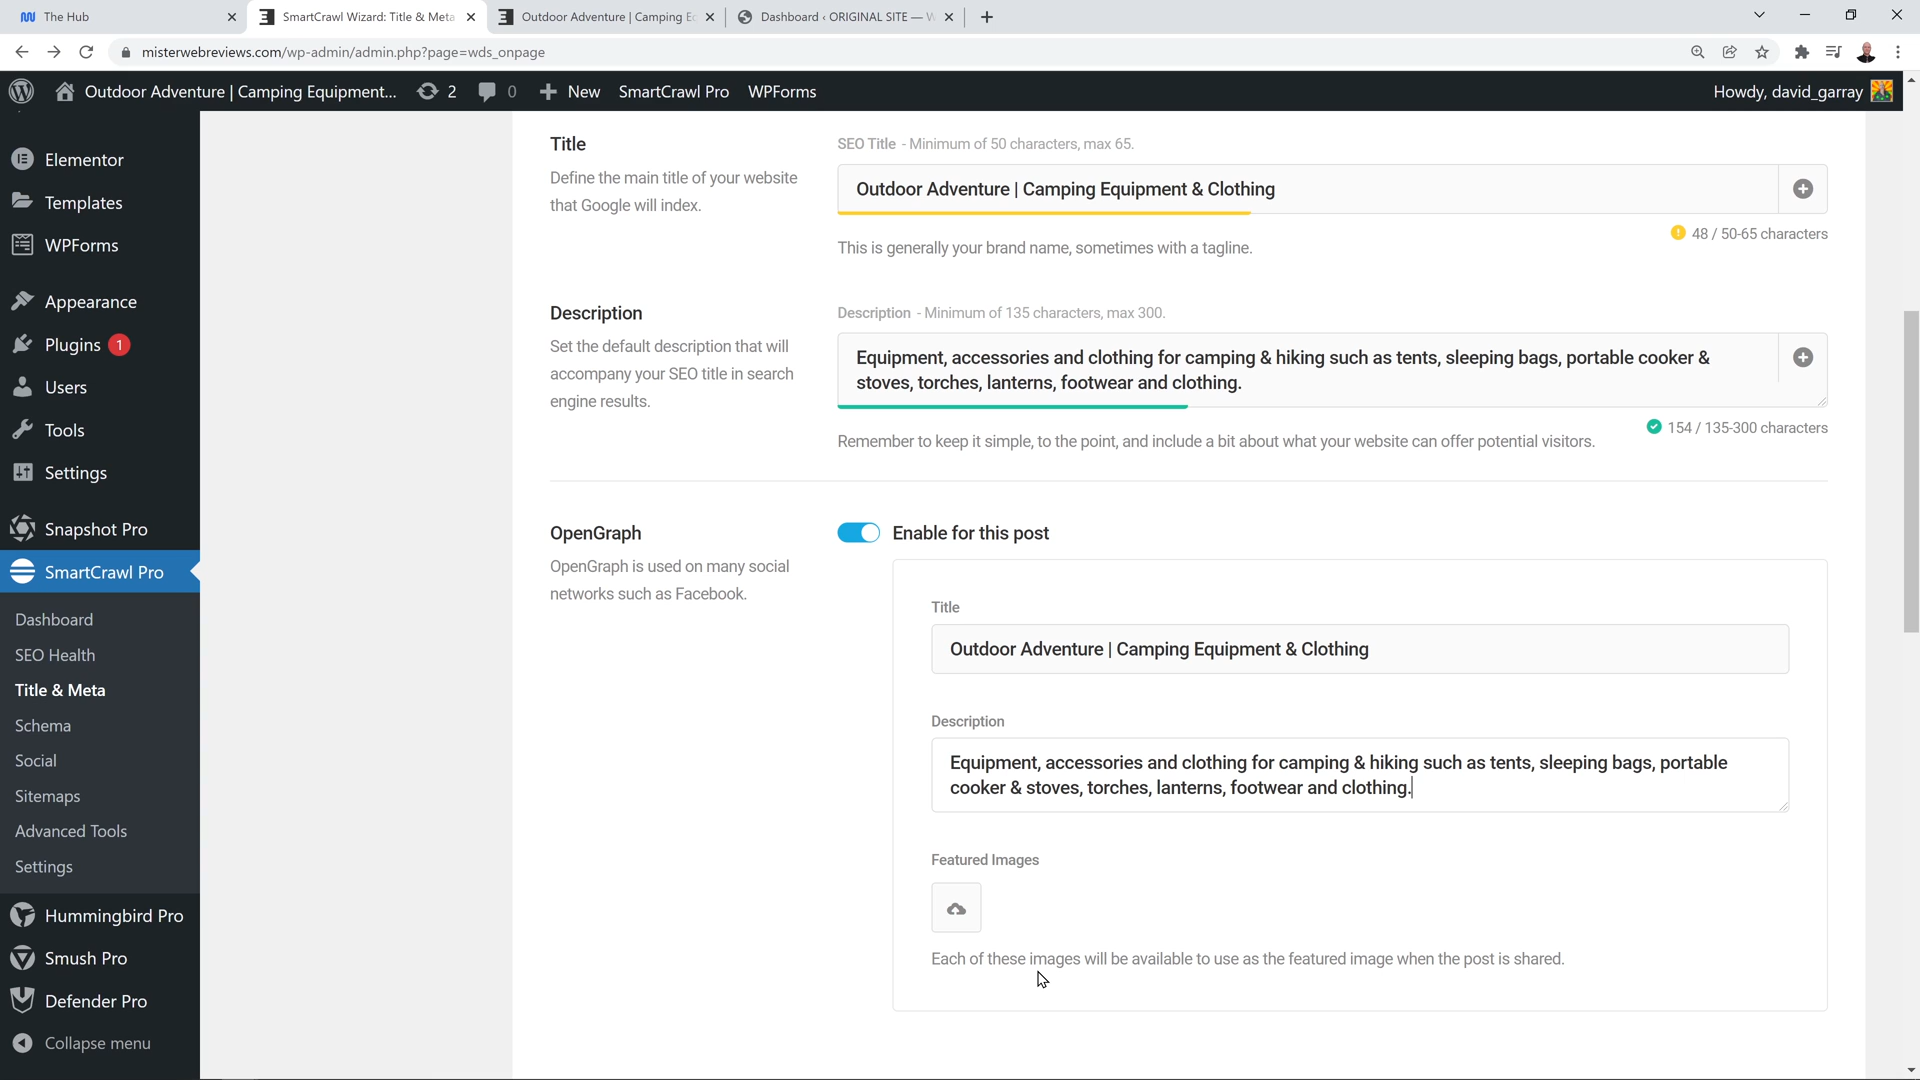 The Hub
SmartCrawl Wizard: Title & Meta
Outdoor Adventure | Camping E
Dashboard ‹ ORIGINAL SITE — W
misterwebreviews.com/wp-admin/admin.php?page=wds_onpage
Outdoor Adventure | Camping Equipment...
2
0
New
SmartCrawl Pro
WPForms
Howdy, david_garray
Elementor
Templates
WPForms
Appearance
Plugins 1
Users
Tools
Settings
Snapshot Pro
SmartCrawl Pro
Dashboard
SEO Health
Title & Meta
Schema
Social
Sitemaps
Advanced Tools
Settings
Hummingbird Pro
Smush Pro
Defender Pro
Collapse menu
Title
Define the main title of your website
that Google will index.
SEO Title - Minimum of 50 characters, max 65.
Outdoor Adventure | Camping Equipment & Clothing
48 / 50-65 characters
This is generally your brand name, sometimes with a tagline.
Description
Set the default description that will
accompany your SEO title in search
engine results.
Description - Minimum of 135 characters, max 300.
Equipment, accessories and clothing for camping & hiking such as tents, sleeping bags, portable cooker &
stoves, torches, lanterns, footwear and clothing.
154 / 135-300 characters
Remember to keep it simple, to the point, and include a bit about what your website can offer potential visitors.
OpenGraph
OpenGraph is used on many social
networks such as Facebook.
Enable for this post
Title
Outdoor Adventure | Camping Equipment & Clothing
Description
Equipment, accessories and clothing for camping & hiking such as tents, sleeping bags, portable
cooker & stoves, torches, lanterns, footwear and clothing.
Featured Images
Each of these images will be available to use as the featured image when the post is shared.